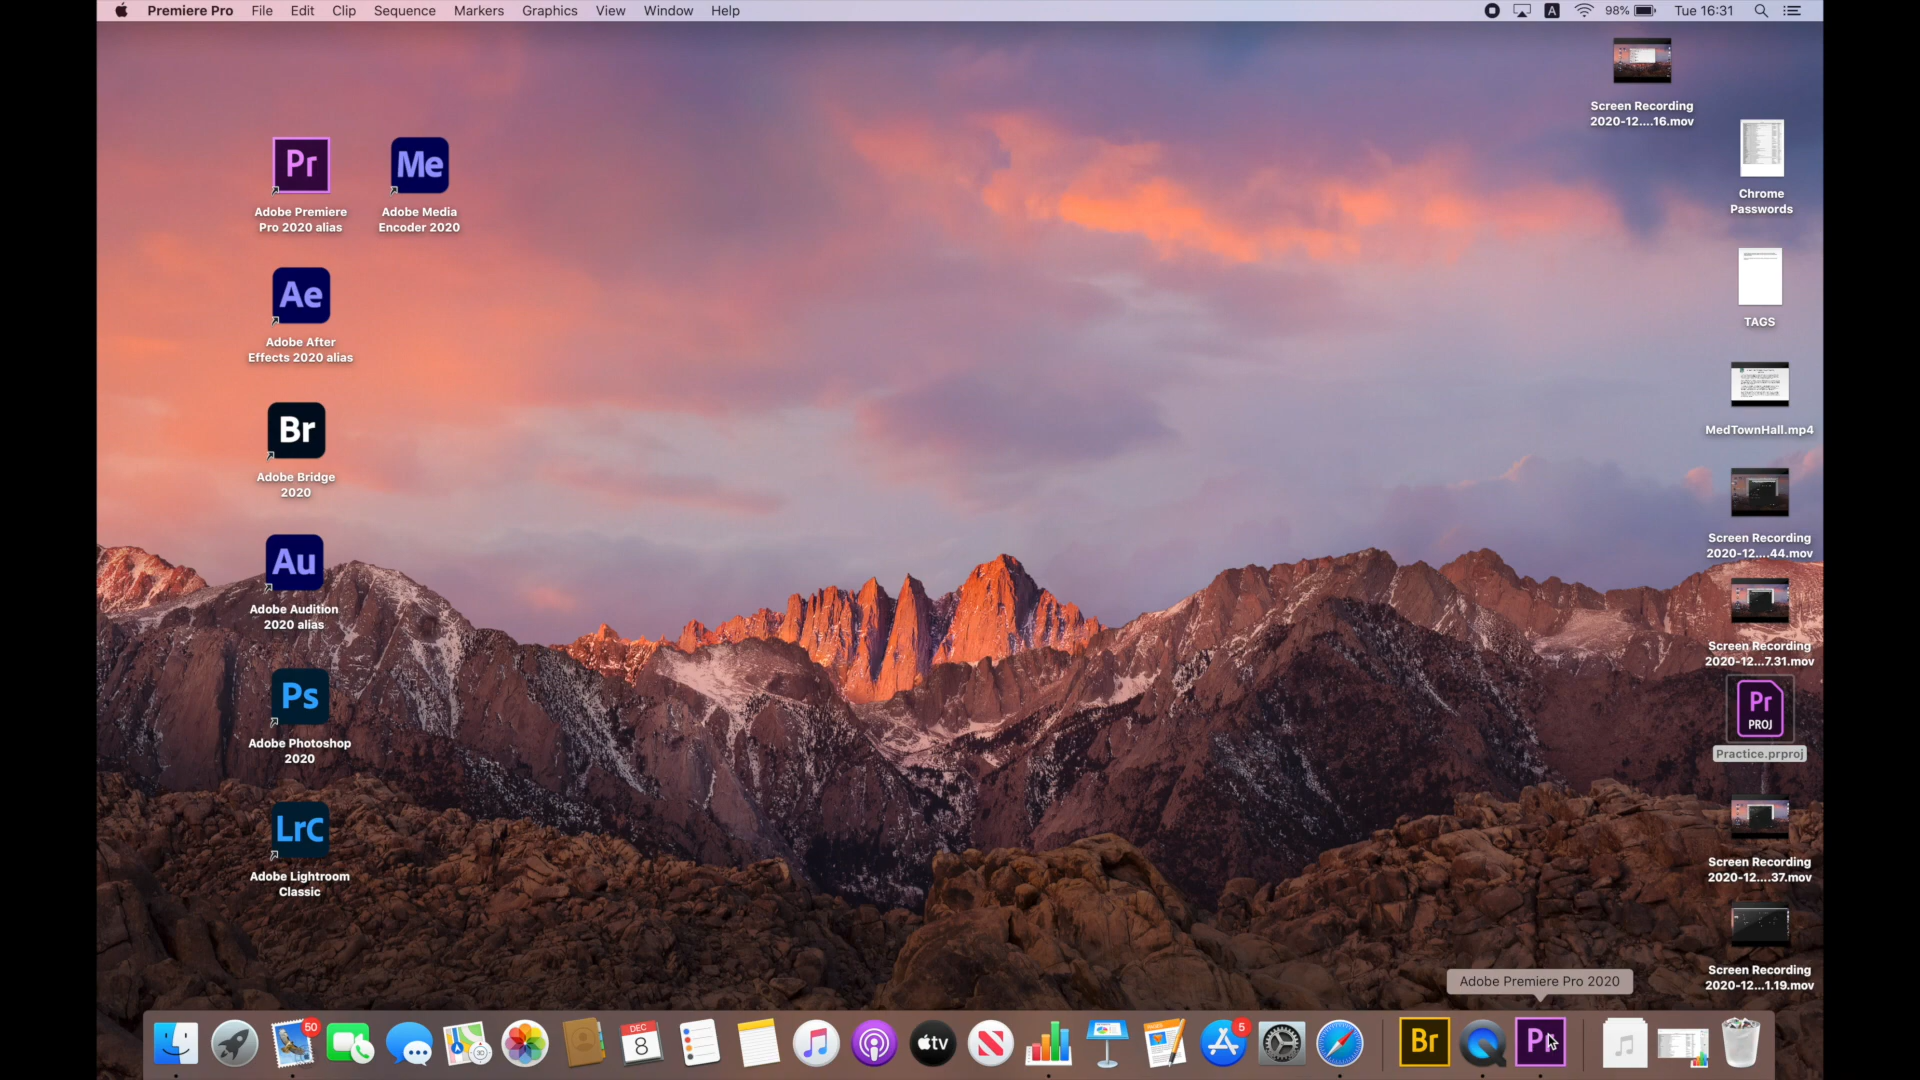 Premiere Pro File Edit Clip Sequence Markers Graphics View Window Help
A 98% Tue 16:31
Screen Recording
2020-12....16.mov
Pr
Adobe Premiere
Pro 2020 alias
Me
Adobe Media
Encoder 2020
Chrome
Passwords
Ae
Adobe After
Effects 2020 alias
TAGS
Br
Adobe Bridge
2020
MedTownHall.mp4
Au
Adobe Audition
2020 alias
Screen Recording
2020-12....44.mov
Screen Recording
2020-12...7.31.mov
Ps
Adobe Photoshop
2020
Pr
PROJ
Practice.prproj
LrC
Adobe Lightroom
Classic
Screen Recording
2020-12....37.mov
Screen Recording
2020-12...1.19.mov
Adobe Premiere Pro 2020
50
DEC
8
tv
5
Br
Pr